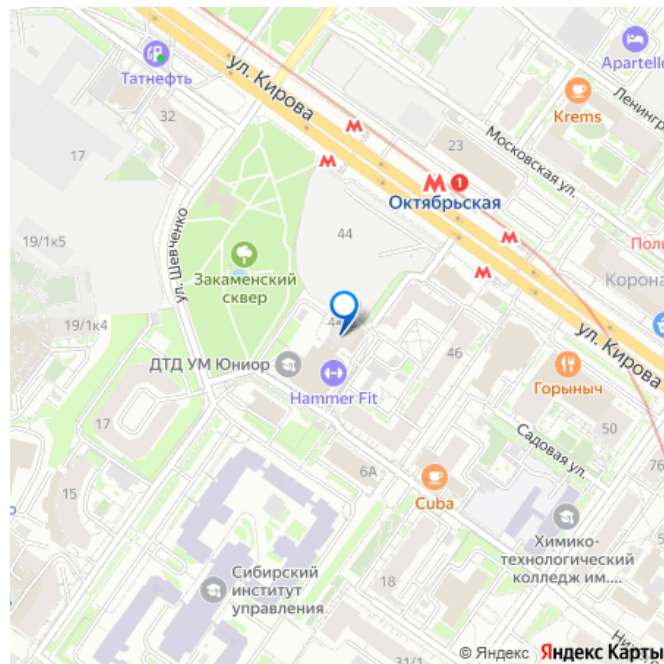 Татнефть
ул. Кирова
Apartello
Krems
Ленингр
32
17
М
23
Московская ул.
М
М 1
Октябрьская
Поли
19/1к5
ул. Шевченко
44
М
Закаменский
сквер
М
Корона
19/1к4
ул. Кирова
ДТД УМ Юниор
46
Hammer Fit
Горыныч
17
50
Садовая ул.
76
15
6А
Cuba
Химико-
технологический
колледж им....
Сибирский
институт
управления
18
31/1
© Яндекс Яндекс Карты